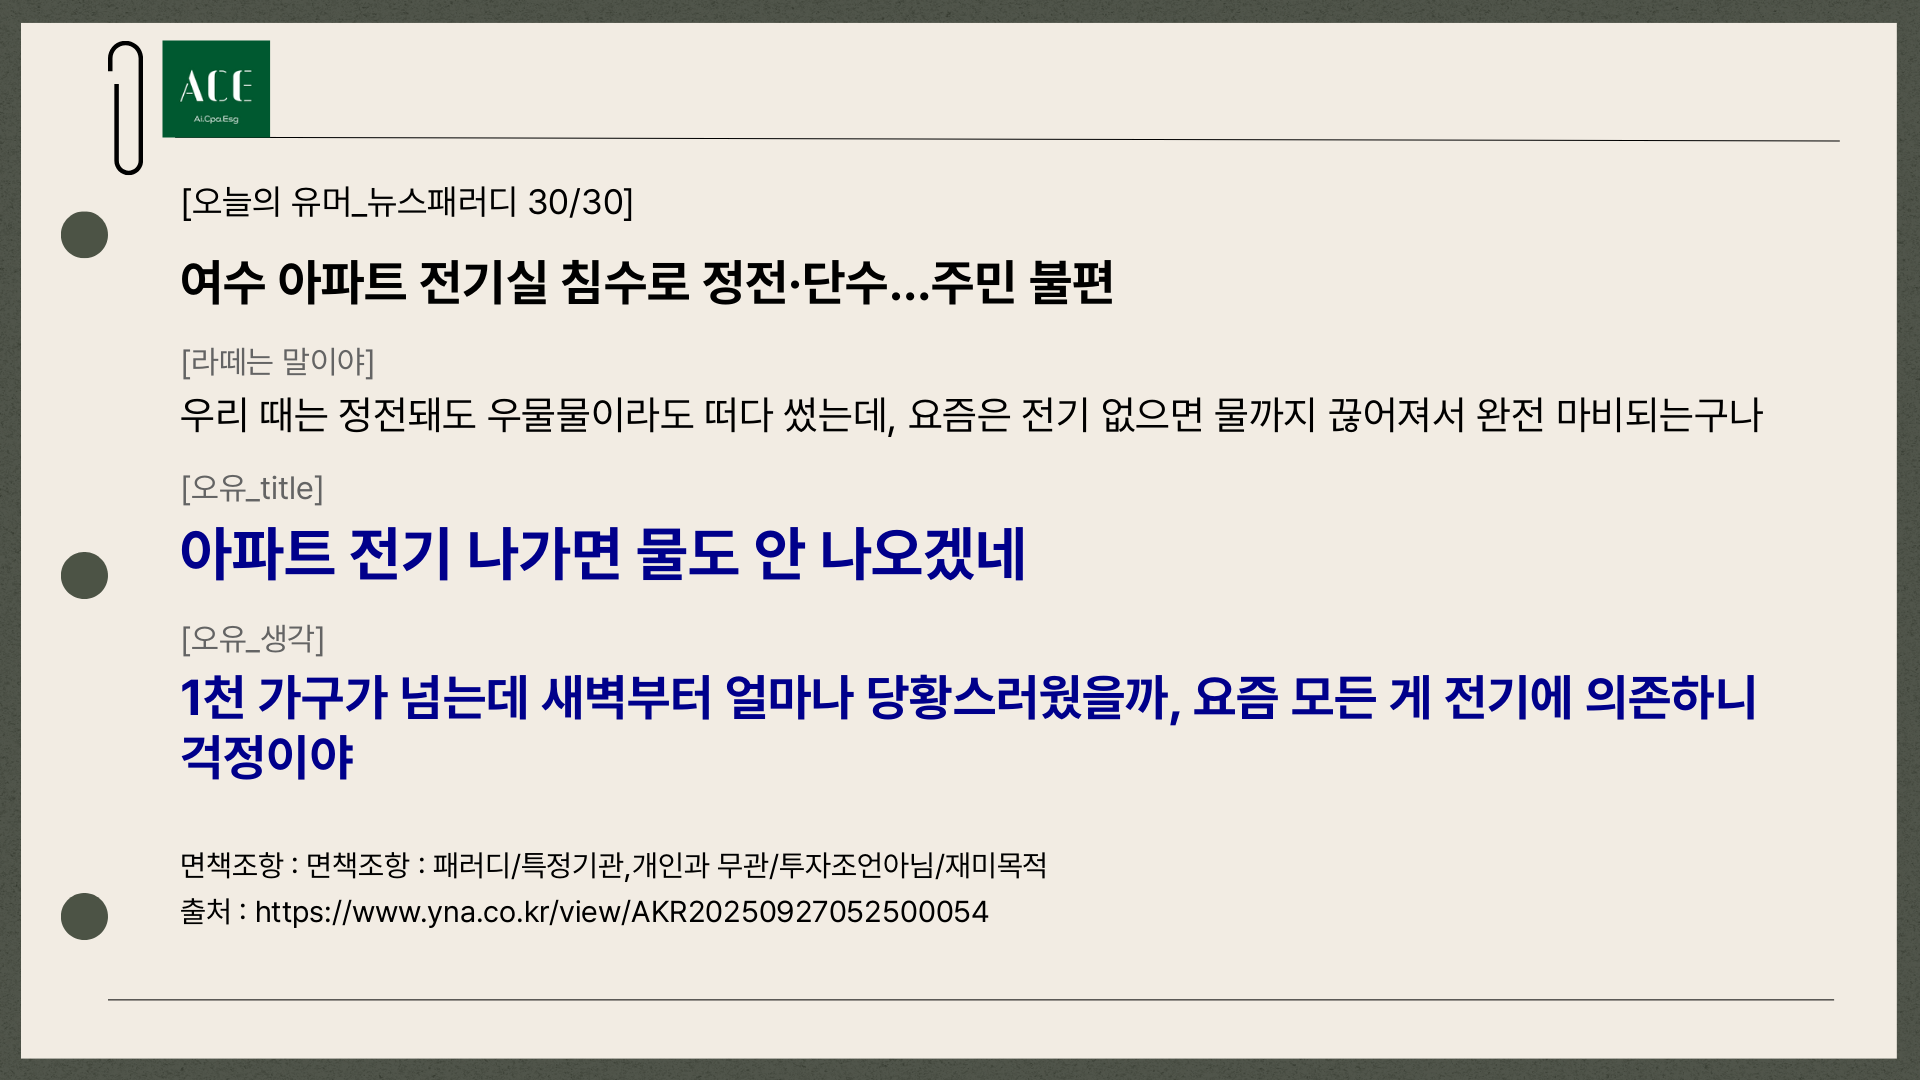 ACE
Ai.Cpa.Esg
[오늘의 유머_뉴스패러디 30/30]
여수 아파트 전기실 침수로 정전·단수...주민 불편
[라떼는 말이야]
우리 때는 정전돼도 우물물이라도 떠다 썼는데, 요즘은 전기 없으면 물까지 끊어져서 완전 마비되는구나
[오유_title]
아파트 전기 나가면 물도 안 나오겠네
[오유_생각]
1천 가구가 넘는데 새벽부터 얼마나 당황스러웠을까, 요즘 모든 게 전기에 의존하니
걱정이야
면책조항 : 면책조항 : 패러디/특정기관,개인과 무관/투자조언아님/재미목적
출처 : https://www.yna.co.kr/view/AKR20250927052500054